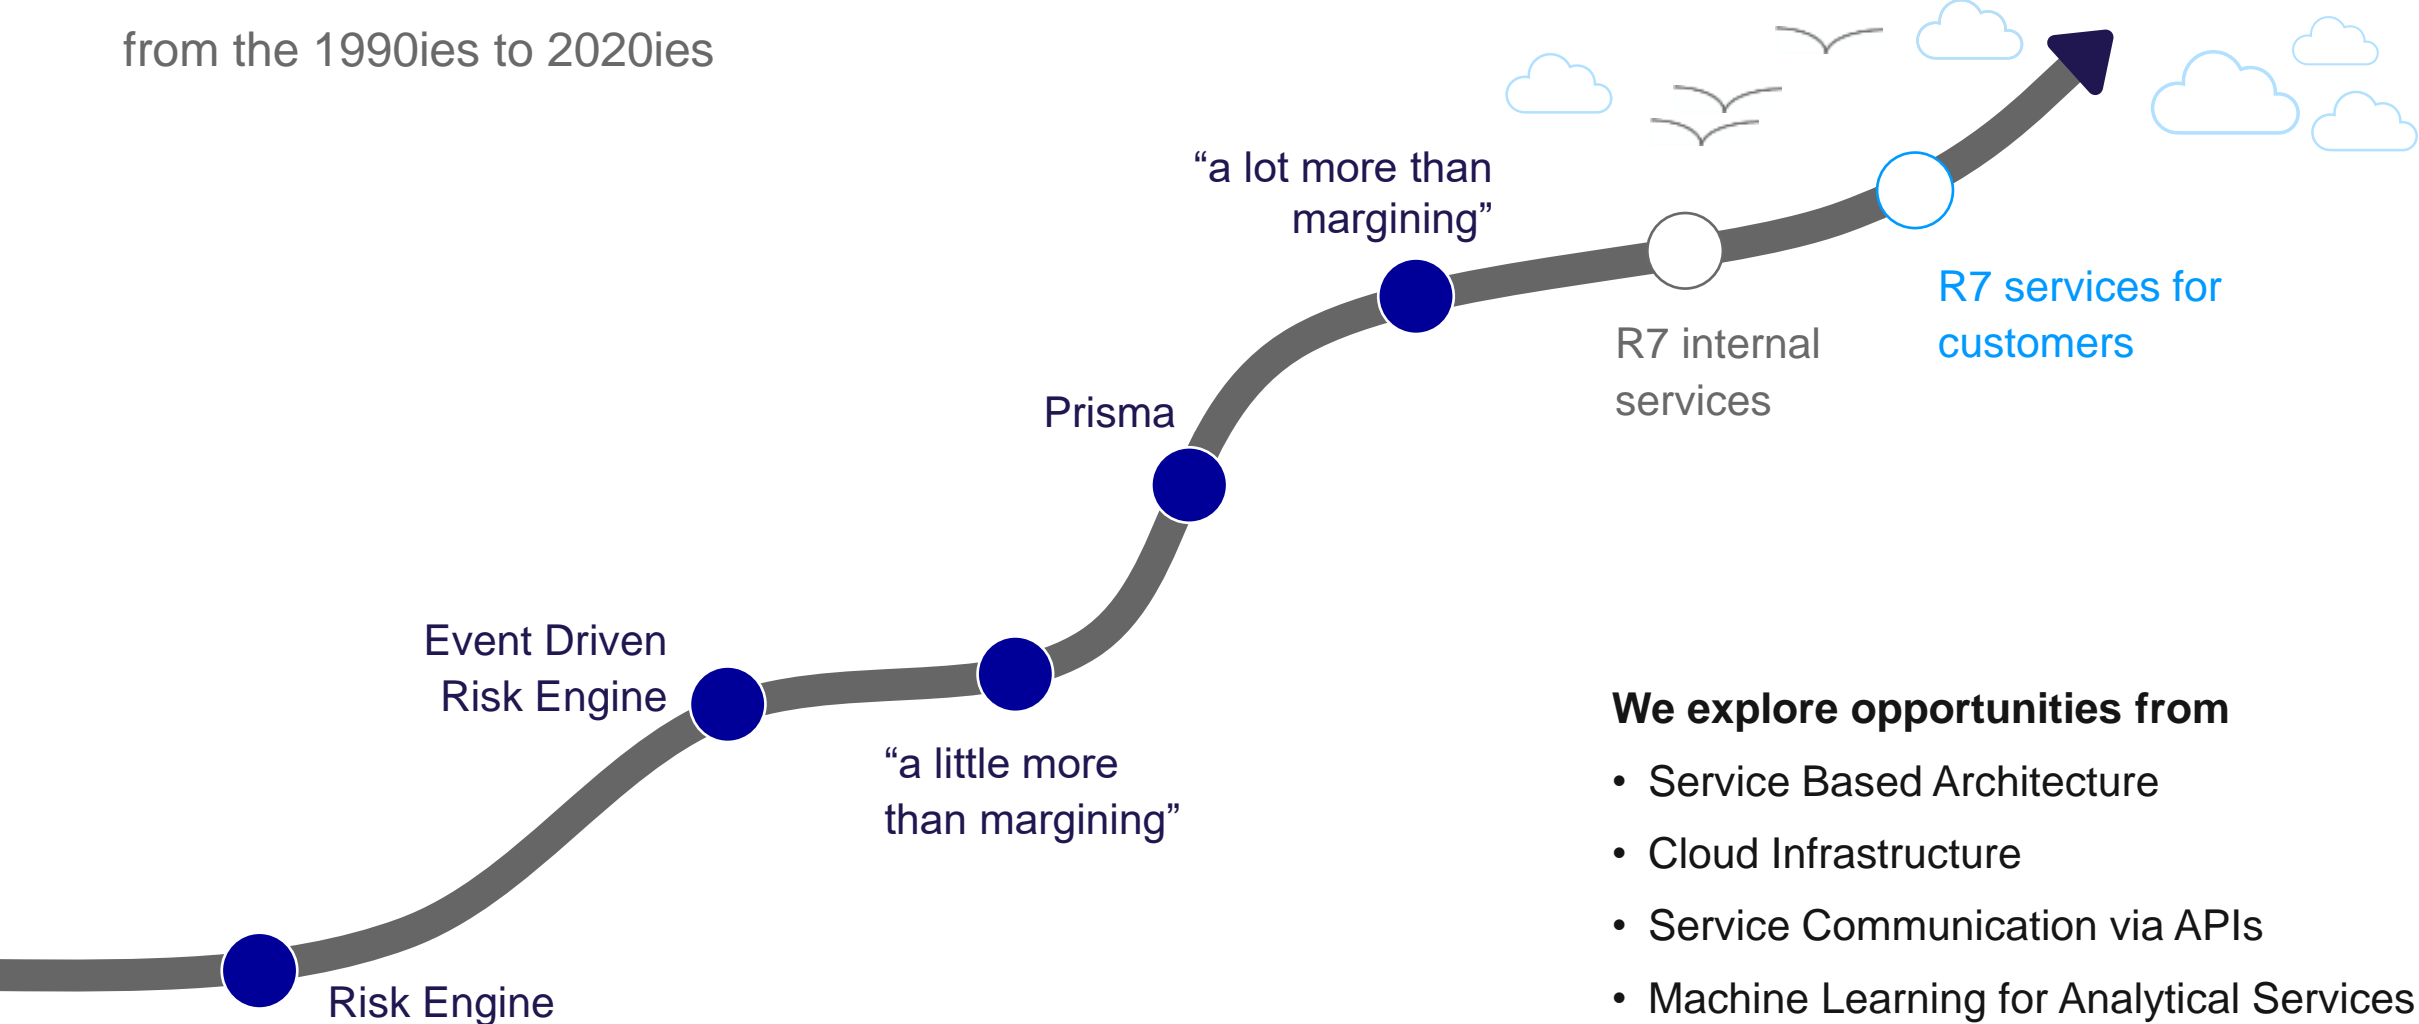 from the 1990ies to 2020ies
“a lot more than
margining”
R7 services for
customers
R7 internal
services
Prisma
Event Driven
Risk Engine
“a little more
than margining”
Risk Engine
We explore opportunities from
• Service Based Architecture
• Cloud Infrastructure
• Service Communication via APIs
• Machine Learning for Analytical Services